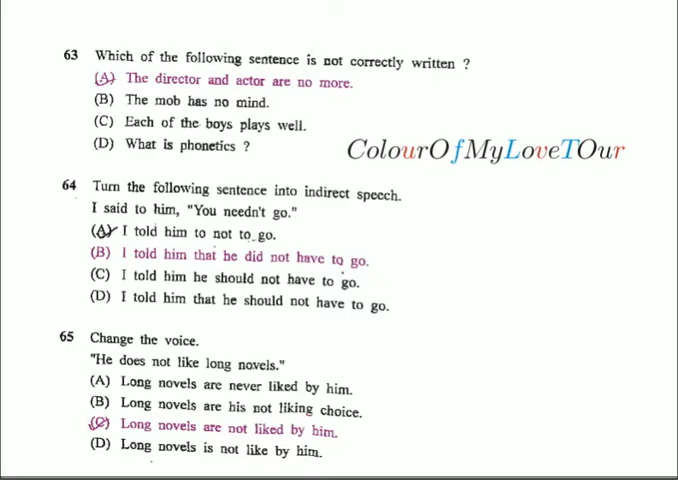 63 Which of the following sentence is not correctly written ?
(A) The director and actor are no more.
(B) The mob has no mind.
(C) Each of the boys plays well.
(D) What is phonetics ?
ColourOfMyLoveTOur
64 Turn the following sentence into indirect speech.
I said to him, "You needn't go."
(A) I told him to not to go.
(B) I told him that he did not have to go.
(C) I told him he should not have to go.
(D) I told him that he should not have to go.
65 Change the voice.
"He does not like long novels."
(A) Long novels are never liked by him.
(B) Long novels are his not liking choice.
(C) Long novels are not liked by him.
(D) Long novels is not like by him.